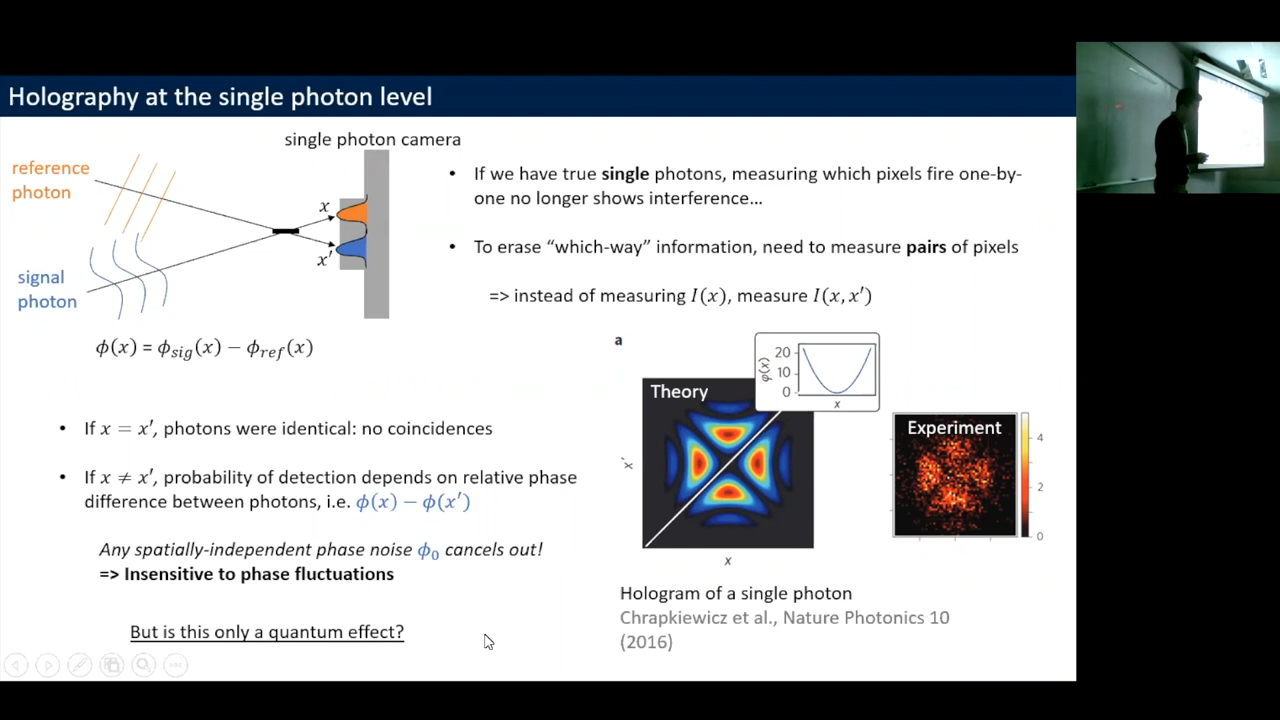 Holography at the single photon level
single photon camera
reference
photon
x
x′
signal
photon
ϕ(x) = ϕsig(x) − ϕref(x)
• If we have true single photons, measuring which pixels fire one-by-
one no longer shows interference…
• To erase “which-way” information, need to measure pairs of pixels
=> instead of measuring I(x), measure I(x, x′)
• If x = x′, photons were identical: no coincidences
• If x ≠ x′, probability of detection depends on relative phase
difference between photons, i.e. ϕ(x) − ϕ(x′)
Any spatially-independent phase noise ϕ0 cancels out!
=> Insensitive to phase fluctuations
But is this only a quantum effect?
a
Theory
x′
x
φ(x)
20
10
0
x
Experiment
4
2
0
Hologram of a single photon
Chrapkiewicz et al., Nature Photonics 10
(2016)